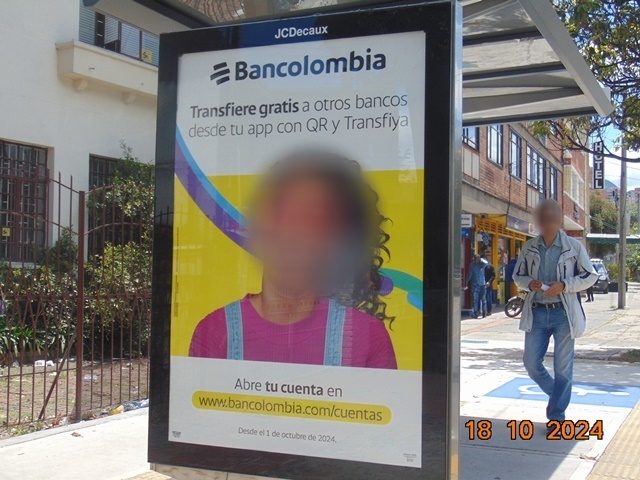 JCDecaux
Bancolombia
Transfiere gratis a otros bancos
desde tu app con QR y Transfiya
Abre tu cuenta en
www.bancolombia.com/cuentas
Desde el 1 de octubre de 2024.
HOTEL
18 10 2024